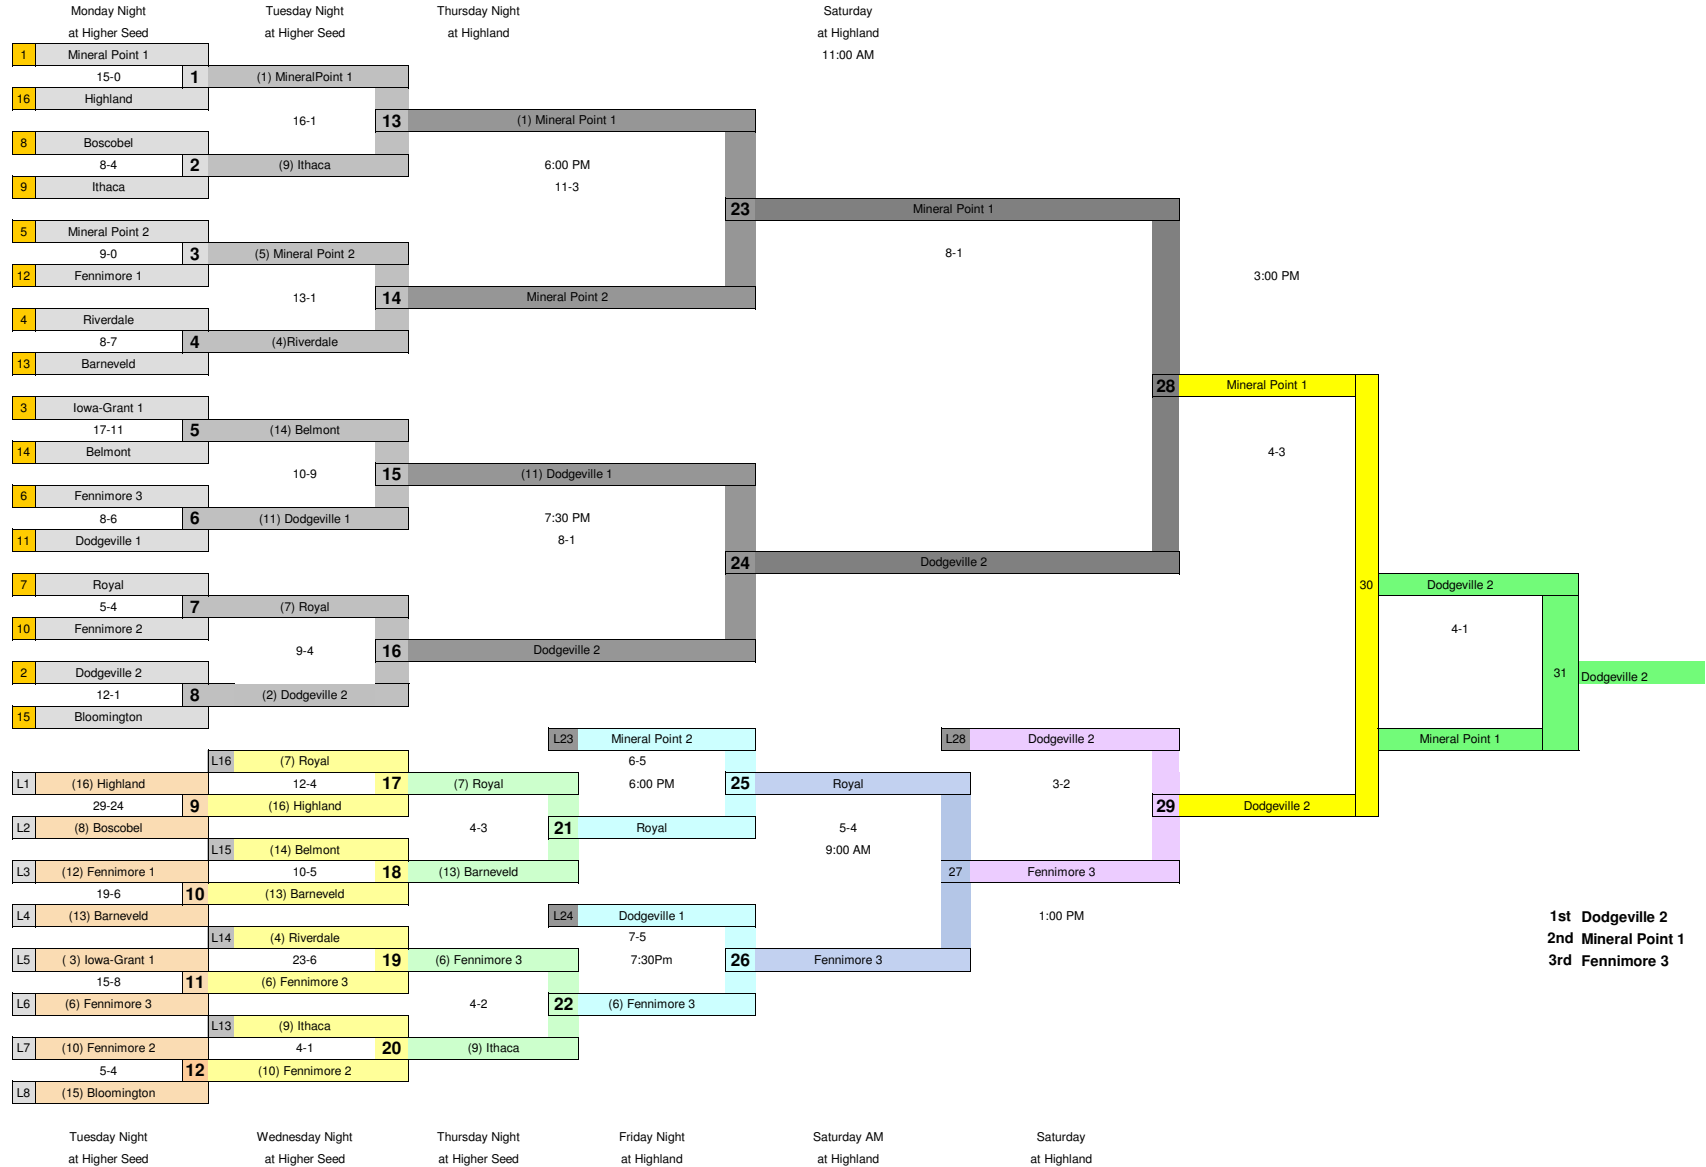 Monday Night Tuesday Night Thursday Night Saturday
at Higher Seed at Higher Seed at Highland at Highland
1 Mineral Point 1 11:00 AM
15-0 1 (1) MineralPoint 1
16 Highland
16-1 13 (1) Mineral Point 1
8 Boscobel
8-4 2 (9) Ithaca 6:00 PM
9 Ithaca 11-3
23 Mineral Point 1
5 Mineral Point 2
9-0 3 (5) Mineral Point 2 8-1
12 Fennimore 1 3:00 PM
13-1 14 Mineral Point 2
4 Riverdale
8-7 4 (4)Riverdale
13 Barneveld
28 Mineral Point 1
3 Iowa-Grant 1
17-11 5 (14) Belmont
14 Belmont 4-3
10-9 15 (11) Dodgeville 1
6 Fennimore 3
8-6 6 (11) Dodgeville 1 7:30 PM
11 Dodgeville 1 8-1
24 Dodgeville 2
7 Royal 30 Dodgeville 2
5-4 7 (7) Royal
10 Fennimore 2 4-1
9-4 16 Dodgeville 2
2 Dodgeville 2 31 Dodgeville 2
12-1 8 (2) Dodgeville 2
15 Bloomington
L23 Mineral Point 2 L28 Dodgeville 2 Mineral Point 1
L16 (7) Royal 6-5
L1 (16) Highland 12-4 17 (7) Royal 6:00 PM 25 Royal 3-2
29-24 9 (16) Highland 29 Dodgeville 2
L2 (8) Boscobel 4-3 21 Royal 5-4
L15 (14) Belmont 9:00 AM
L3 (12) Fennimore 1 10-5 18 (13) Barneveld 27 Fennimore 3
19-6 10 (13) Barneveld
L4 (13) Barneveld L24 Dodgeville 1 1:00 PM 1st Dodgeville 2
L14 (4) Riverdale 7-5 2nd Mineral Point 1
L5 ( 3) Iowa-Grant 1 23-6 19 (6) Fennimore 3 7:30Pm 26 Fennimore 3 3rd Fennimore 3
15-8 11 (6) Fennimore 3
L6 (6) Fennimore 3 4-2 22 (6) Fennimore 3
L13 (9) Ithaca
L7 (10) Fennimore 2 4-1 20 (9) Ithaca
5-4 12 (10) Fennimore 2
L8 (15) Bloomington
Tuesday Night Wednesday Night Thursday Night Friday Night Saturday AM Saturday
at Higher Seed at Higher Seed at Higher Seed at Highland at Highland at Highland